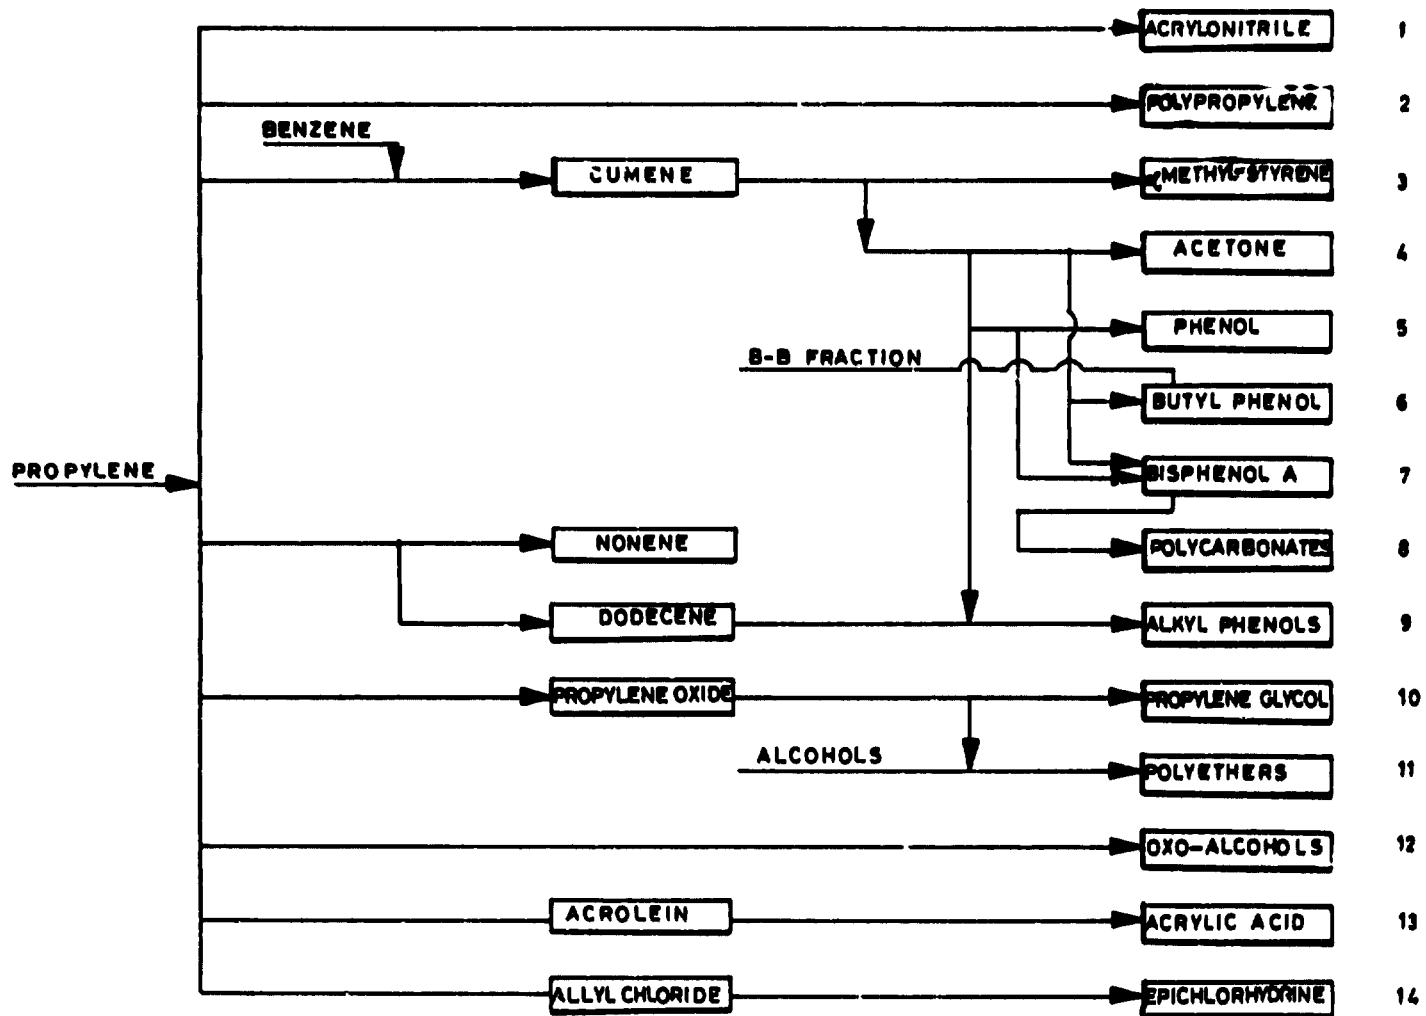 ACRYLONITRILE 1
POLYPROPYLENE 2
BENZENE
CUMENE
α METHYL-STYRENE 3
ACETONE 4
PHENOL 5
B-B FRACTION
BUTYL PHENOL 6
PROPYLENE
BISPHENOL A 7
NONENE
POLYCARBONATES 8
DODECENE
ALKYL PHENOLS 9
PROPYLENE OXIDE
PROPYLENE GLYCOL 10
ALCOHOLS
POLYETHERS 11
OXO-ALCOHOLS 12
ACROLEIN
ACRYLIC ACID 13
ALLYL CHLORIDE
EPICHLORHYDRINE 14